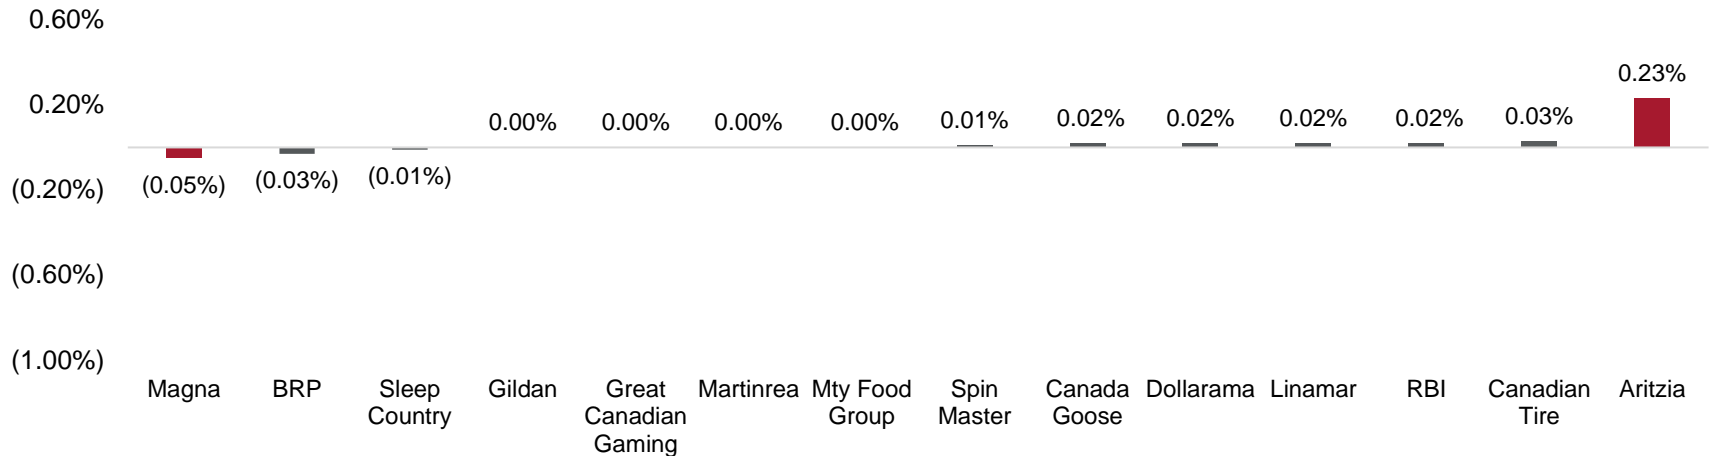 0.60%
0.20%
(0.20%)
(0.60%)
(1.00%)
(0.05%)
(0.03%)
(0.01%)
0.00%
0.00%
0.00%
0.00%
0.01%
0.02%
0.02%
0.02%
0.02%
0.03%
0.23%
Magna
BRP
Sleep
Country
Gildan
Great
Canadian
Gaming
Martinrea
Mty Food
Group
Spin
Master
Canada
Goose
Dollarama
Linamar
RBI
Canadian
Tire
Aritzia